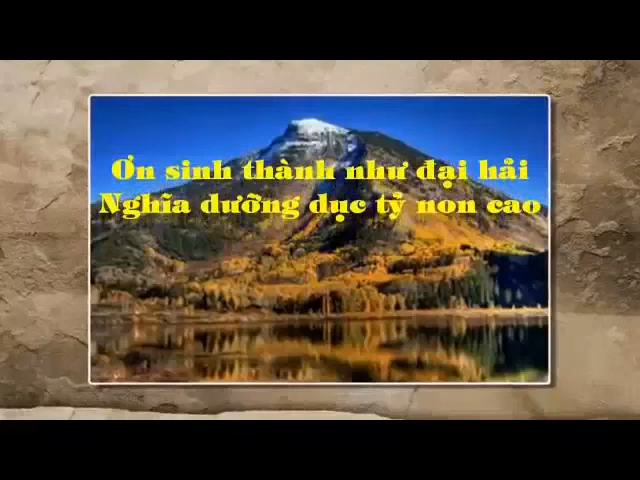 Ơn sinh thành như đại hải
Nghĩa dưỡng dục tỷ non cao